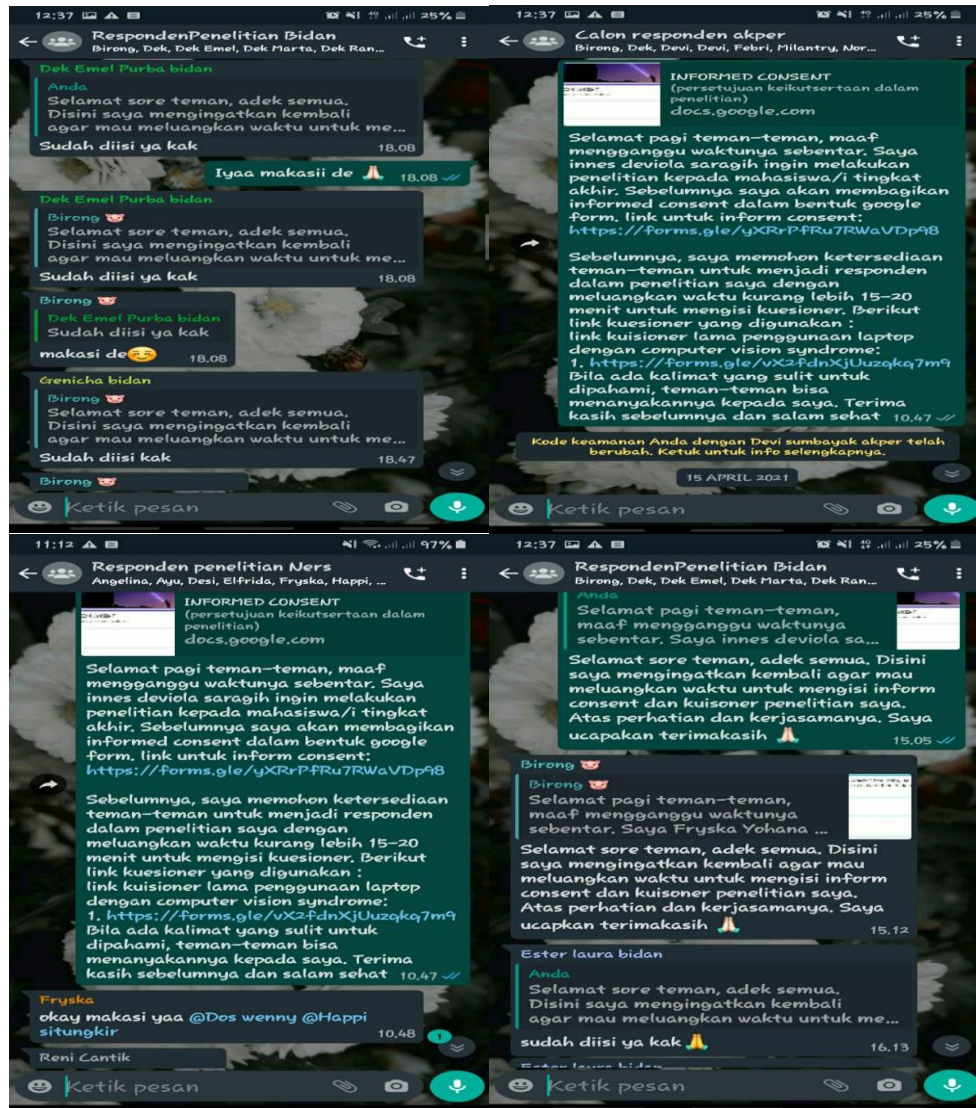 12:37
25%
RespondenPenelitian Bidan
Birong, Dek, Dek Emel, Dek Marta, Dek Ran...
Dek Emel Purba bidan
Anda
Selamat sore teman, adek semua.
Disini saya mengingatkan kembali
agar mau meluangkan waktu untuk me...
Sudah diisi ya kak 18.08
Iyaa makasii de 🙏🏻 18.08
Dek Emel Purba bidan
Birong 🐷
Selamat sore teman, adek semua.
Disini saya mengingatkan kembali
agar mau meluangkan waktu untuk me...
Sudah diisi ya kak 18.08
Birong 🐷
Dek Emel Purba bidan
Sudah diisi ya kak
makasi de☺️ 18.08
Genicha bidan
Birong 🐷
Selamat sore teman, adek semua.
Disini saya mengingatkan kembali
agar mau meluangkan waktu untuk me...
Sudah diisi kak 18.47
Birong 🐷
Ketik pesan
12:37
4G
25%
Calon responden akper
Birong, Dek, Devi, Devi, Febri, Milantry, Nor...
INFORMED CONSENT
(persetujuan keikutsertaan dalam
penelitian)
docs.google.com
Selamat pagi teman-teman, maaf
mengganggu waktunya sebentar. Saya
innes deviola saragih ingin melakukan
penelitian kepada mahasiswa/i tingkat
akhir. Sebelumnya saya akan membagikan
informed consent dalam bentuk google
form. link untuk inform consent:
https://forms.gle/yXRrPfRu7RWaVDp98
Sebelumnya, saya memohon ketersediaan
teman-teman untuk menjadi responden
dalam penelitian saya dengan
meluangkan waktu kurang lebih 15-20
menit untuk mengisi kuesioner. Berikut
link kuesioner yang digunakan :
link kuisioner lama penggunaan laptop
dengan computer vision syndrome:
1. https://forms.gle/vX2fdnXjUuzqkq7m9
Bila ada kalimat yang sulit untuk
dipahami, teman-teman bisa
menanyakannya kepada saya. Terima
kasih sebelumnya dan salam sehat 10.47
Kode keamanan Anda dengan Devi sumbayak akper telah
berubah. Ketuk untuk info selengkapnya.
15 APRIL 2021
Ketik pesan
11:12
97%
Responden penelitian Ners
Angelina, Ayu, Desi, Elfrida, Fryska, Happi, ...
INFORMED CONSENT
(persetujuan keikutsertaan dalam
penelitian)
docs.google.com
Selamat pagi teman-teman, maaf
mengganggu waktunya sebentar. Saya
innes deviola saragih ingin melakukan
penelitian kepada mahasiswa/i tingkat
akhir. Sebelumnya saya akan membagikan
informed consent dalam bentuk google
form. link untuk inform consent:
https://forms.gle/yXRrPfRu7RWaVDp98
Sebelumnya, saya memohon ketersediaan
teman-teman untuk menjadi responden
dalam penelitian saya dengan
meluangkan waktu kurang lebih 15-20
menit untuk mengisi kuesioner. Berikut
link kuesioner yang digunakan :
link kuisioner lama penggunaan laptop
dengan computer vision syndrome:
1. https://forms.gle/vX2fdnXjUuzqkq7m9
Bila ada kalimat yang sulit untuk
dipahami, teman-teman bisa
menanyakannya kepada saya. Terima
kasih sebelumnya dan salam sehat 10.47
Fryska
okay makasi yaa @Dos wenny @Happi
situngkir 10.48
1
Reni Cantik
Ketik pesan
12:37
4G
25%
RespondenPenelitian Bidan
Birong, Dek, Dek Emel, Dek Marta, Dek Ran...
Anda
Selamat pagi teman-teman,
maaf mengganggu waktunya
sebentar. Saya innes deviola sa...
Selamat sore teman, adek semua. Disini
saya mengingatkan kembali agar mau
meluangkan waktu untuk mengisi inform
consent dan kuisoner penelitian saya.
Atas perhatian dan kerjasamanya. Saya
ucapakan terimakasih 🙏🏻 15.05
Birong 🐷
Birong 🐷
Selamat pagi teman-teman,
maaf mengganggu waktunya
sebentar. Saya Fryska Yohana ...
Selamat sore teman, adek semua. Disini
saya mengingatkan kembali agar mau
meluangkan waktu untuk mengisi inform
consent dan kuisoner penelitian saya.
Atas perhatian dan kerjasamanya. Saya
ucapkan terimakasih 🙏🏻 15.12
Ester laura bidan
Anda
Selamat sore teman, adek semua.
Disini saya mengingatkan kembali
agar mau meluangkan waktu untuk me...
sudah diisi ya kak 🙏 16.13
Ester laura bidan
Ketik pesan